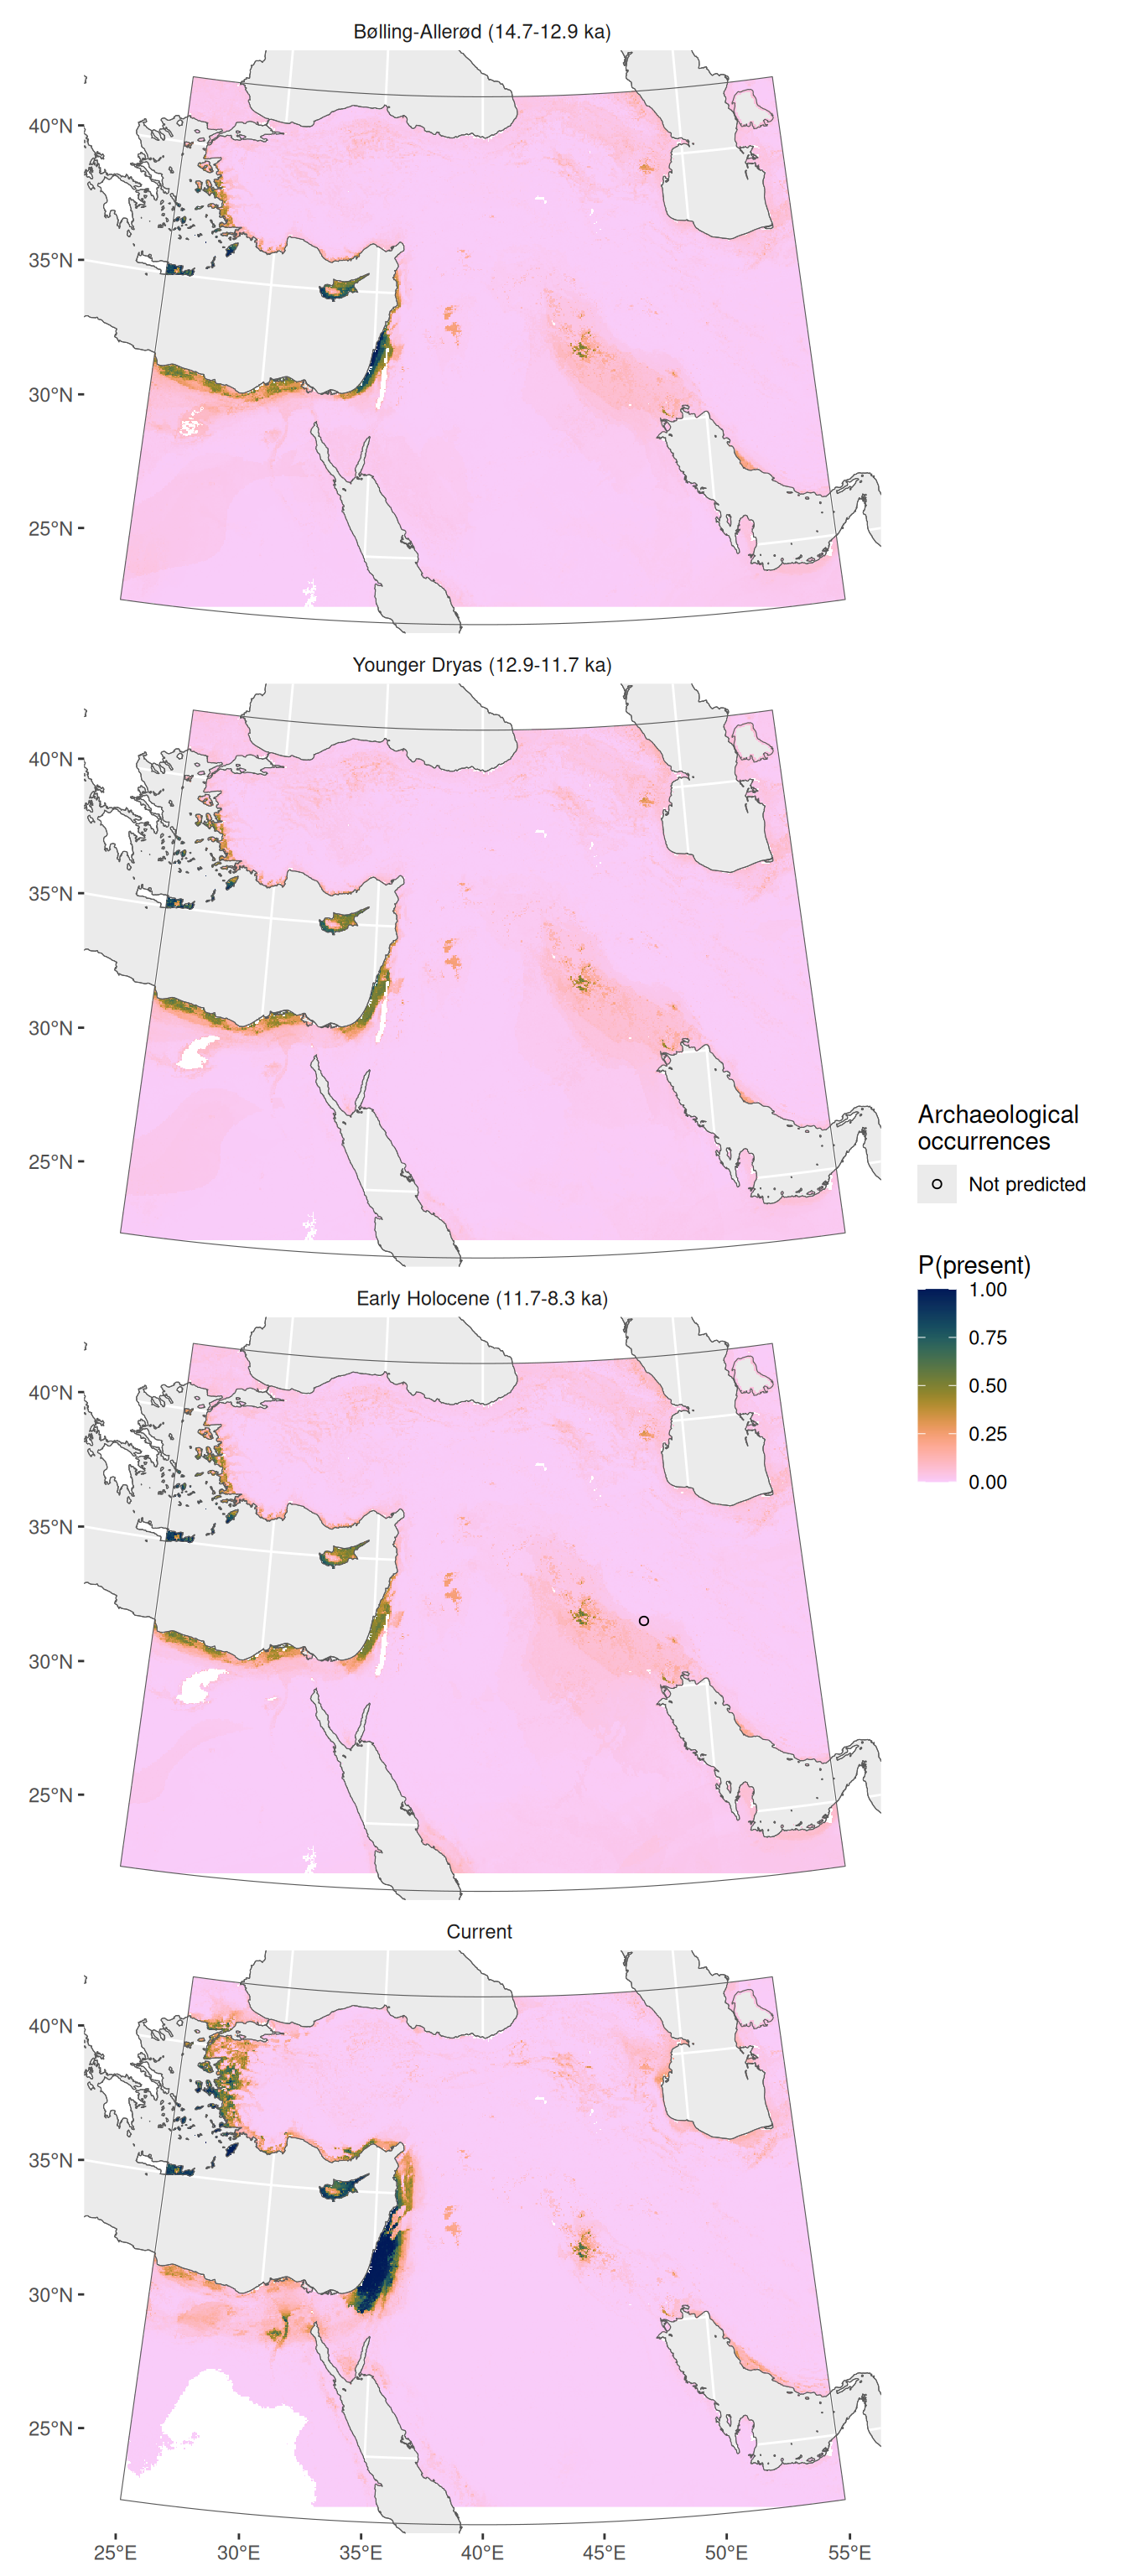 Bølling-Allerød (14.7-12.9 ka)
40°N
35°N
30°N
25°N
Younger Dryas (12.9-11.7 ka)
40°N
35°N
30°N
25°N
Archaeological
occurrences
Not predicted
P(present)
1.00
0.75
0.50
0.25
0.00
Early Holocene (11.7-8.3 ka)
40°N
35°N
30°N
25°N
Current
40°N
35°N
30°N
25°N
25°E 30°E 35°E 40°E 45°E 50°E 55°E